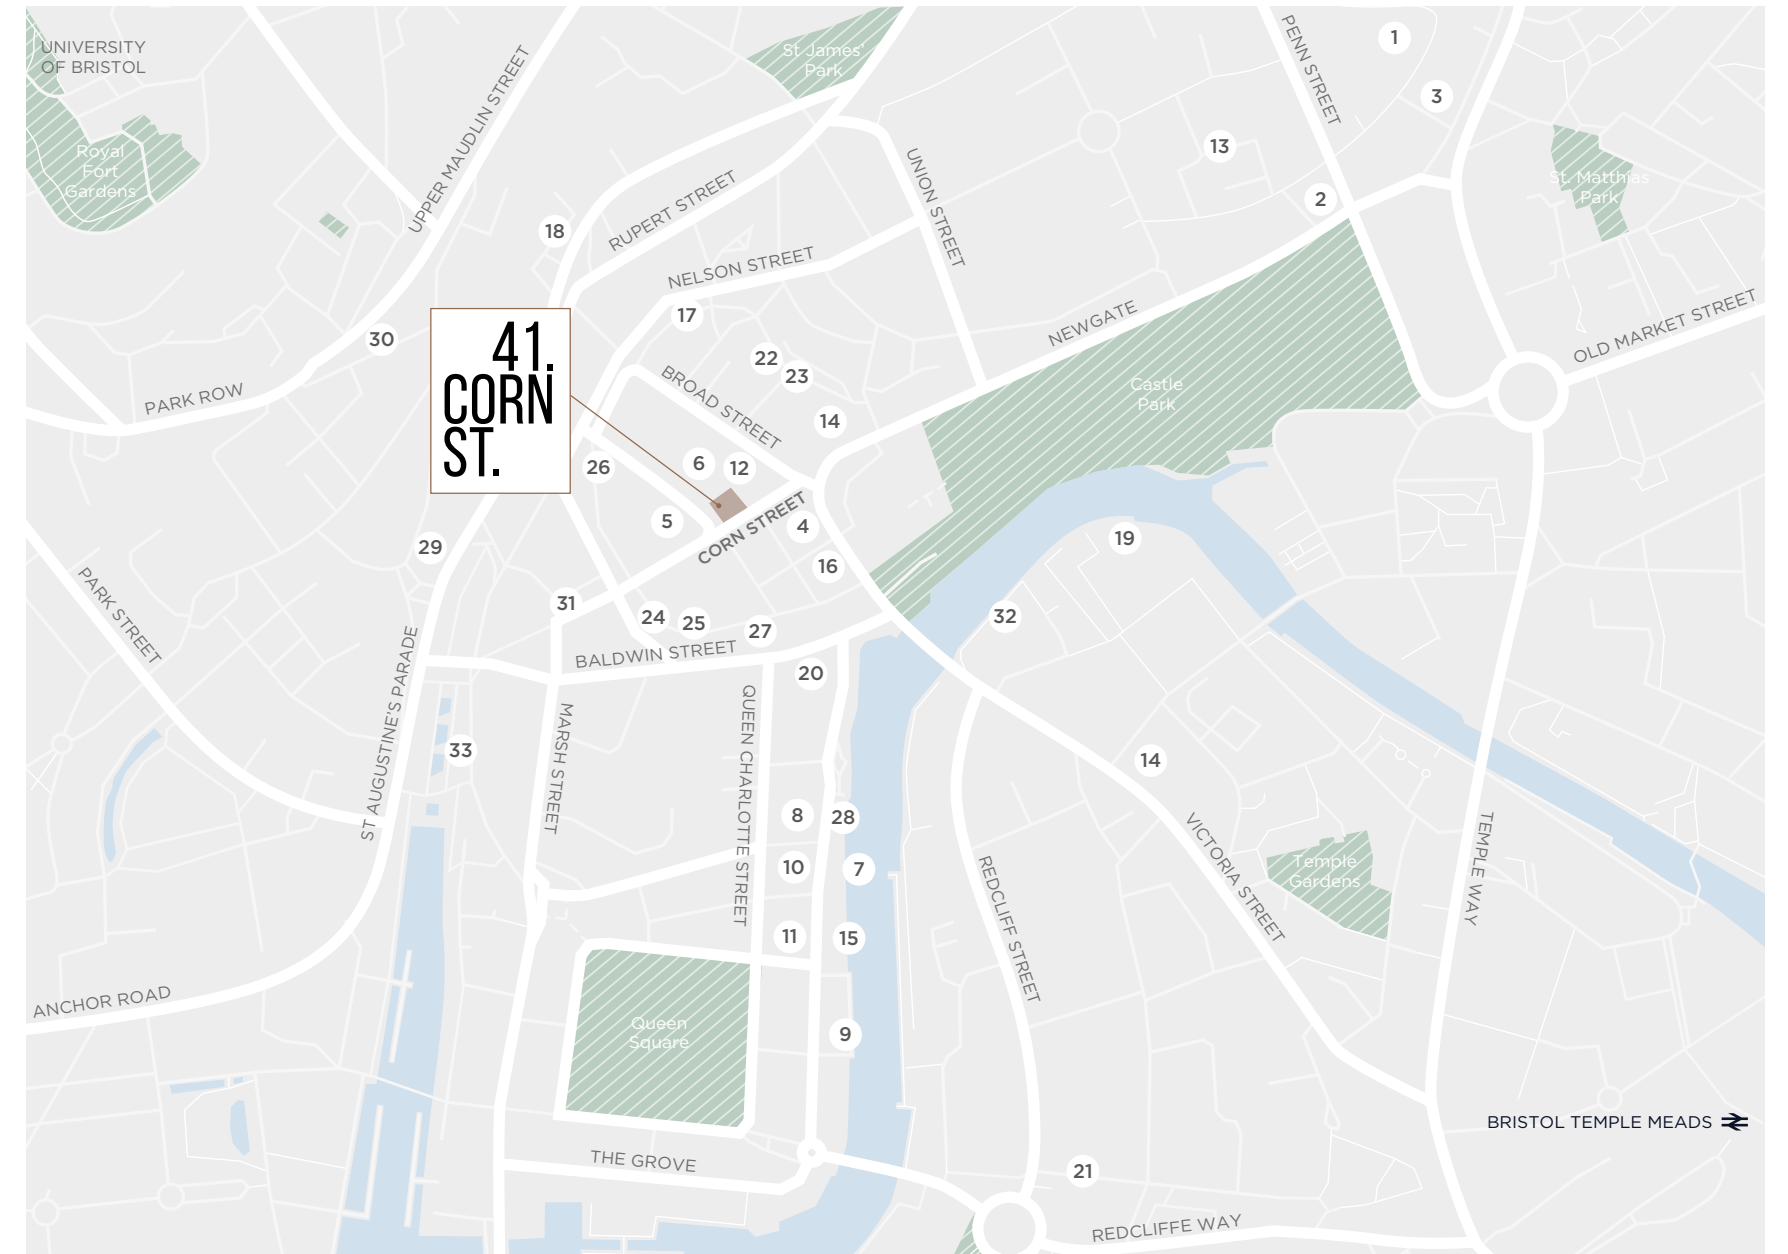 UNIVERSITY
OF BRISTOL
Royal
Fort
Gardens
UPPER MAUDLIN STREET
St James'
Park
PENN STREET
1
3
13
2
St. Matthias
Park
UNION STREET
18
RUPERT STREET
NELSON STREET
17
NEWGATE
OLD MARKET STREET
30
PARK ROW
41.
CORN
ST.
22
23
BROAD STREET
14
Castle
Park
26
6
12
5
CORN STREET
4
29
16
19
PARK STREET
31
24
25
27
32
BALDWIN STREET
20
ST AUGUSTINE'S PARADE
33
MARSH STREET
QUEEN CHARLOTTE STREET
14
8
28
10
7
VICTORIA STREET
Temple
Gardens
TEMPLE WAY
REDCLIFF STREET
11
15
ANCHOR ROAD
Queen
Square
9
BRISTOL TEMPLE MEADS
THE GROVE
21
REDCLIFFE WAY